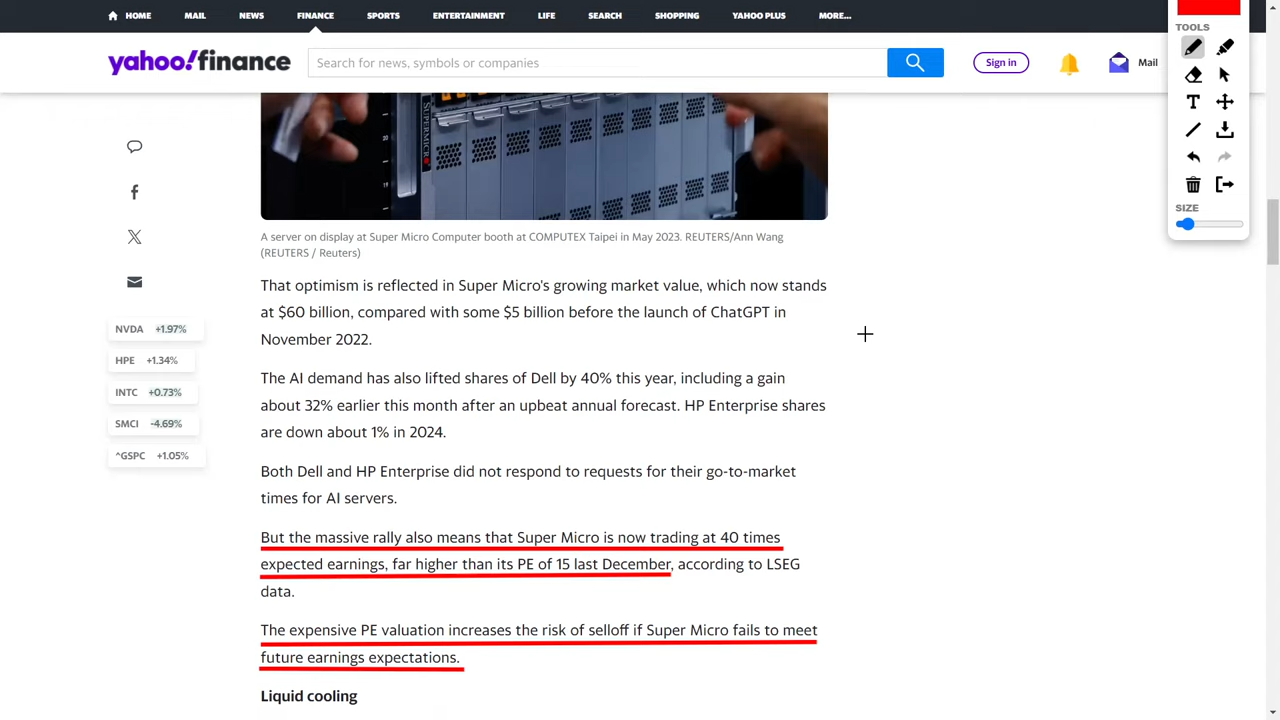 HOME MAIL NEWS FINANCE SPORTS ENTERTAINMENT LIFE SEARCH SHOPPING YAHOO PLUS MORE...
yahoo!finance Search for news, symbols or companies Sign in Mail
TOOLS
SIZE
SUPERMICRO
A server on display at Super Micro Computer booth at COMPUTEX Taipei in May 2023. REUTERS/Ann Wang
(REUTERS / Reuters)
That optimism is reflected in Super Micro's growing market value, which now stands
at $60 billion, compared with some $5 billion before the launch of ChatGPT in
November 2022.
NVDA +1.97%
HPE +1.34%
INTC +0.73%
SMCI -4.69%
^GSPC +1.05%
The AI demand has also lifted shares of Dell by 40% this year, including a gain
about 32% earlier this month after an upbeat annual forecast. HP Enterprise shares
are down about 1% in 2024.
Both Dell and HP Enterprise did not respond to requests for their go-to-market
times for AI servers.
But the massive rally also means that Super Micro is now trading at 40 times
expected earnings, far higher than its PE of 15 last December, according to LSEG
data.
The expensive PE valuation increases the risk of selloff if Super Micro fails to meet
future earnings expectations.
Liquid cooling